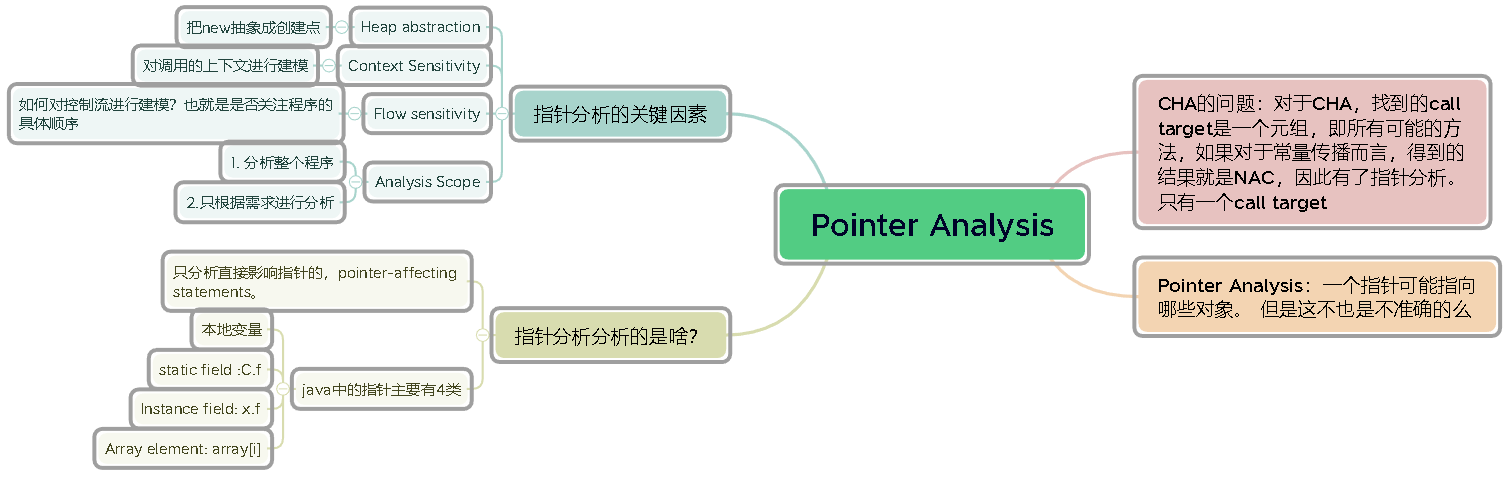 Pointer Analysis
CHA的问题：对于CHA，找到的call
target是一个元组，即所有可能的方
法，如果对于常量传播而言，得到的
结果就是NAC，因此有了指针分析。
只有一个call target
Pointer Analysis：一个指针可能指向
哪些对象。 但是这不也是不准确的么
指针分析的关键因素
Heap abstraction
把new抽象成创建点
Context Sensitivity
对调用的上下文进行建模
Flow sensitivity
如何对控制流进行建模？也就是是否关注程序的
具体顺序
Analysis Scope
1. 分析整个程序
2.只根据需求进行分析
指针分析分析的是啥？
只分析直接影响指针的，pointer-affecting
statements。
java中的指针主要有4类
本地变量
static field :C.f
Instance field: x.f
Array element: array[i]